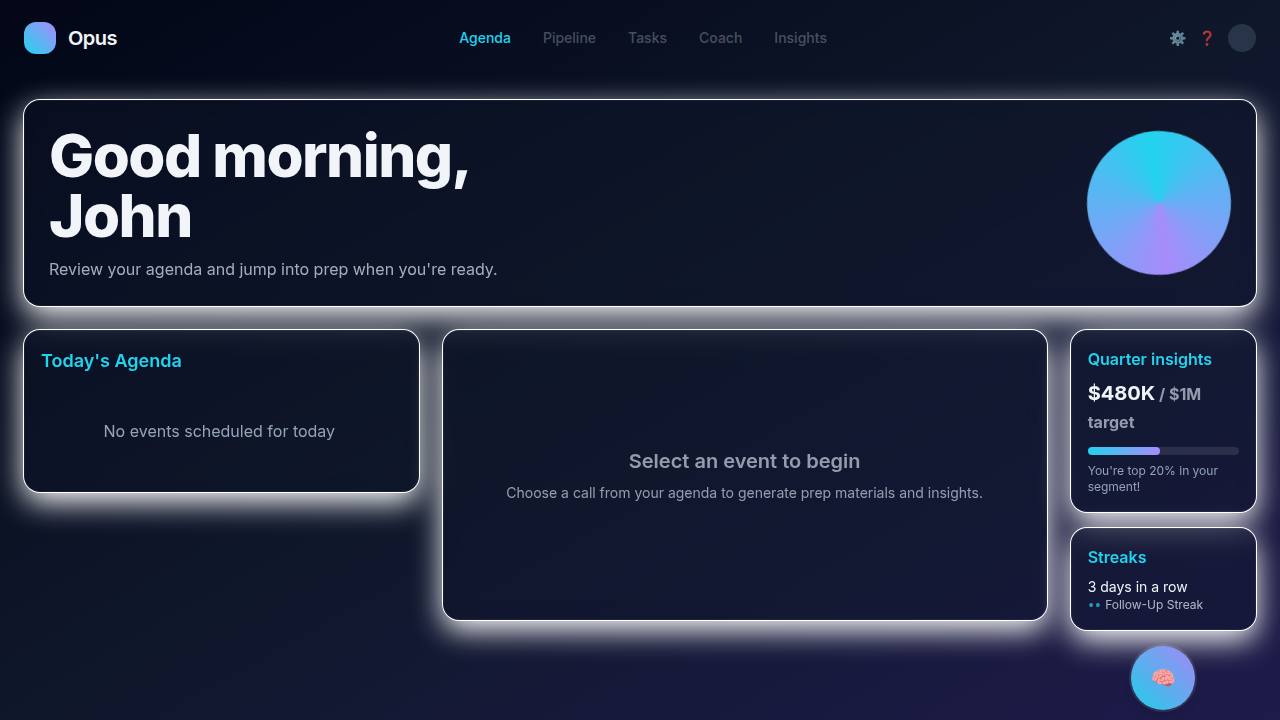 Opus
Agenda
Pipeline
Tasks
Coach
Insights
❓
Good morning,
John
Review your agenda and jump into prep when you're ready.
Today's Agenda
No events scheduled for today
Select an event to begin
Choose a call from your agenda to generate prep materials and insights.
Quarter insights
$480K / $1M
target
You're top 20% in your
segment!
Streaks
3 days in a row
•• Follow-Up Streak